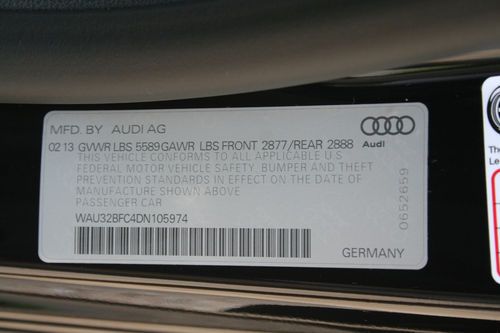 MFD. BY AUDI AG
Audi
02 13 GVWR LBS 5589 GAWR LBS FRONT 2877/REAR 2888
THIS VEHICLE CONFORMS TO ALL APPLICABLE U S
FEDERAL MOTOR VEHICLE SAFETY, BUMPER AND THEFT
PREVENTION STANDARDS IN EFFECT ON THE DATE OF
MANUFACTURE SHOWN ABOVE
PASSENGER CAR
WAU32BFC4DN105974
GERMANY
0652659
The
Le